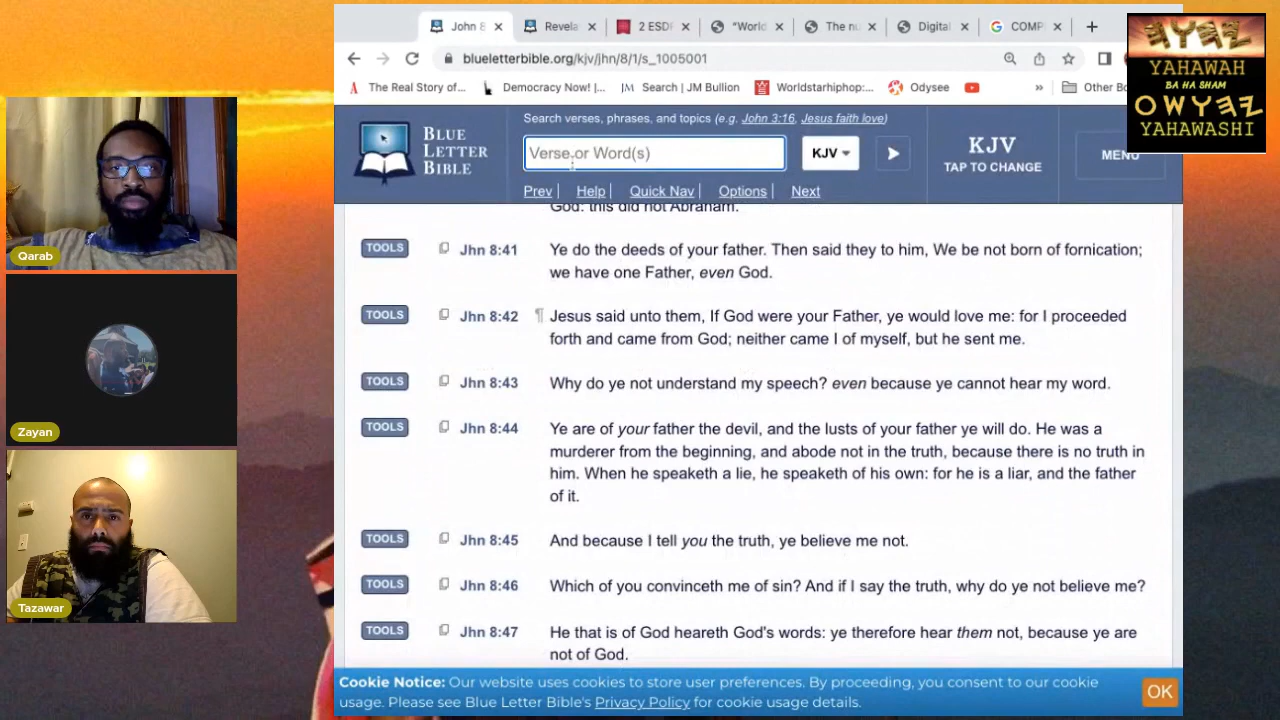 John 8
Revela
2 ESDI
"World
The nu
Digital
COMP
blueletterbible.org/kjv/jhn/8/1/s_1005001
The Real Story of...
Democracy Now! |...
Search | JM Bullion
Worldstarhiphop:...
Odysee
»
Other Bo
YAHAWAH
BA HA SHAM
YAHAWASHI
BLUE
LETTER
BIBLE
Search verses, phrases, and topics (e.g. John 3:16, Jesus faith love)
Verse or Word(s)
KJV
KJV
TAP TO CHANGE
MENU
Prev | Help | Quick Nav | Options | Next
God: this did not Abraham.
TOOLS Jhn 8:41 Ye do the deeds of your father. Then said they to him, We be not born of fornication;
we have one Father, even God.
TOOLS Jhn 8:42 ¶ Jesus said unto them, If God were your Father, ye would love me: for I proceeded
forth and came from God; neither came I of myself, but he sent me.
TOOLS Jhn 8:43 Why do ye not understand my speech? even because ye cannot hear my word.
TOOLS Jhn 8:44 Ye are of your father the devil, and the lusts of your father ye will do. He was a
murderer from the beginning, and abode not in the truth, because there is no truth in
him. When he speaketh a lie, he speaketh of his own: for he is a liar, and the father
of it.
TOOLS Jhn 8:45 And because I tell you the truth, ye believe me not.
TOOLS Jhn 8:46 Which of you convinceth me of sin? And if I say the truth, why do ye not believe me?
TOOLS Jhn 8:47 He that is of God heareth God's words: ye therefore hear them not, because ye are
not of God.
Cookie Notice: Our website uses cookies to store user preferences. By proceeding, you consent to our cookie
usage. Please see Blue Letter Bible's Privacy Policy for cookie usage details.
OK
Qarab
Zayan
Tazawar